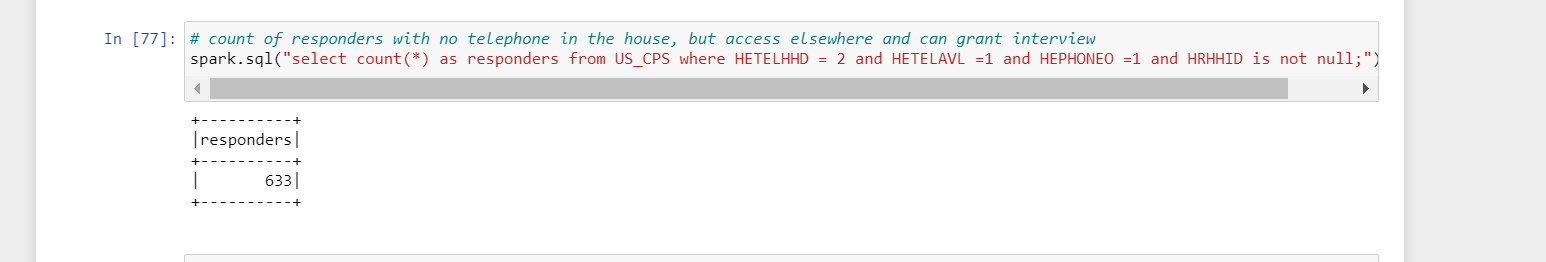 In [77]: # count of responders with no telephone in the house, but access elsewhere and can grant interview
spark.sql("select count(*) as responders from US_CPS where HETELHHD = 2 and HETELAVL =1 and HEPHONEO =1 and HRHHID is not null;")
+----------+
|responders|
+----------+
|       633|
+----------+